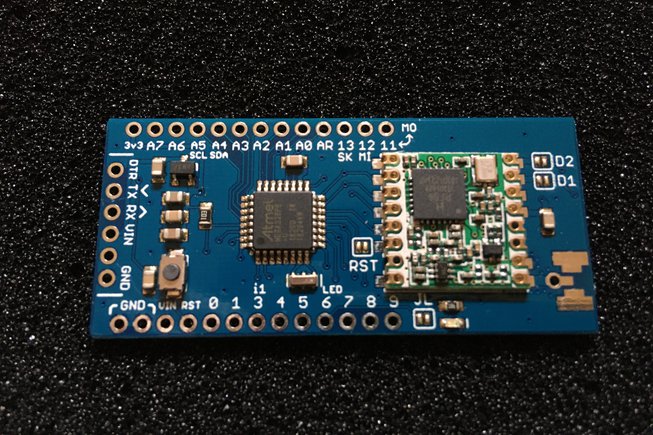 3v3 A7 A6 A5 A4 A3 A2 A1 A0 AR 13 12 11 MO
SCL SDA SK MI
DTR
TX
RX
VIN
GND
Atmel
D2
D1
RST
i1 LED
GND VIN RST 0 1 3 4 5 6 7 8 9